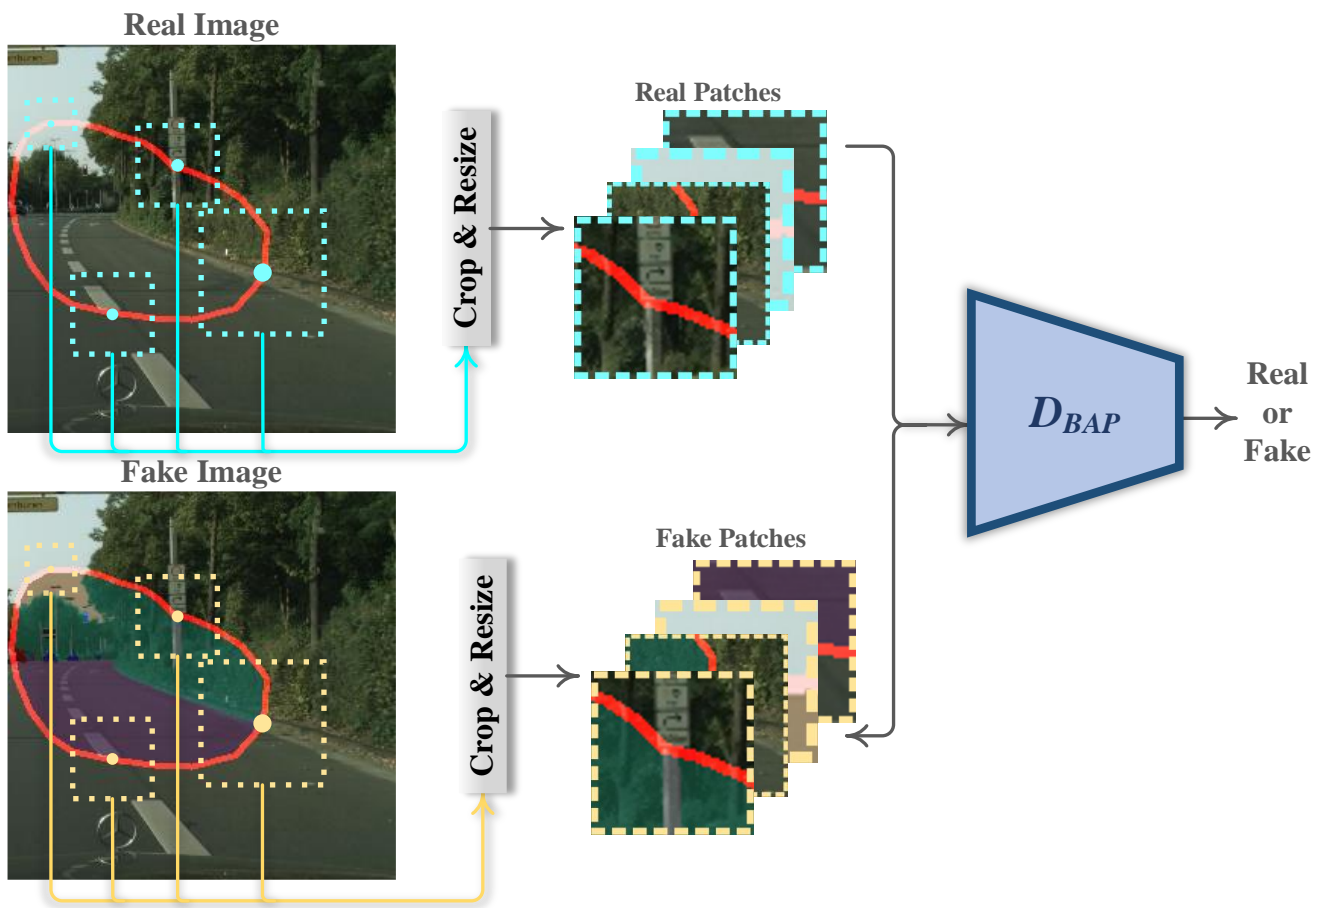 Real Image
Real Patches
Crop & Resize
D_BAP
Real
or
Fake
Fake Image
Fake Patches
Crop & Resize